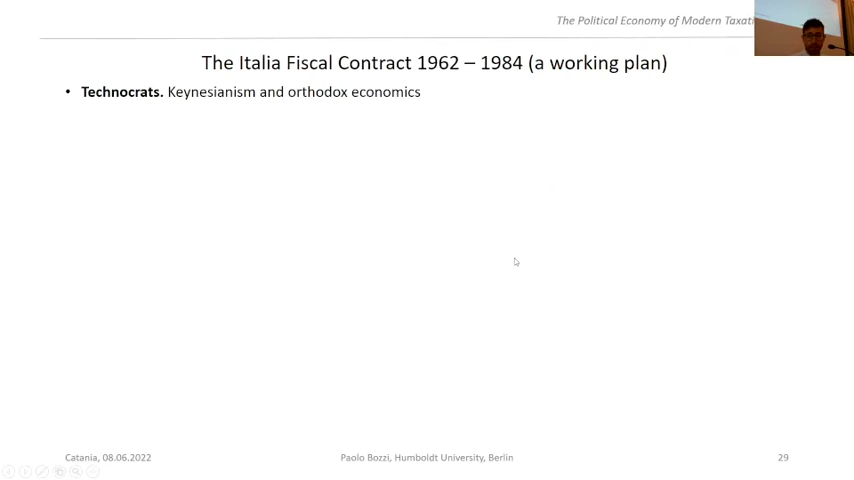 The Political Economy of Modern
The Italia Fiscal Contract 1962 – 1984 (a working plan)
• Technocrats. Keynesianism and orthodox economics
Catania, 08.06.2022
Paolo Bozzi, Humboldt University, Berlin
29